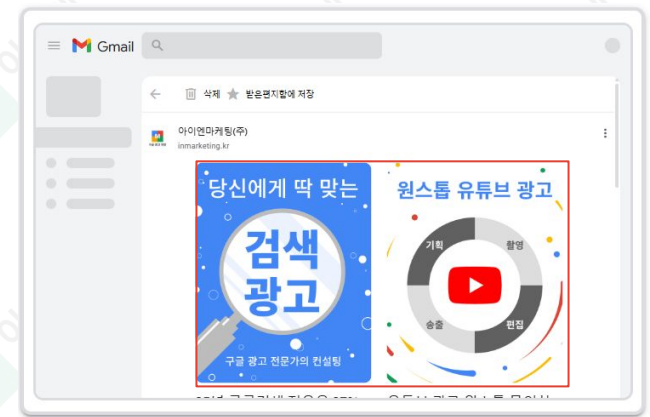 Gmail
삭제 받은편지함에 저장
아이엔마케팅(주)
inmarketing.kr
당신에게 딱 맞는
검색
광고
구글 광고 전문가의 컨설팅
원스톱 유튜브 광고
기획
촬영
송출
편집